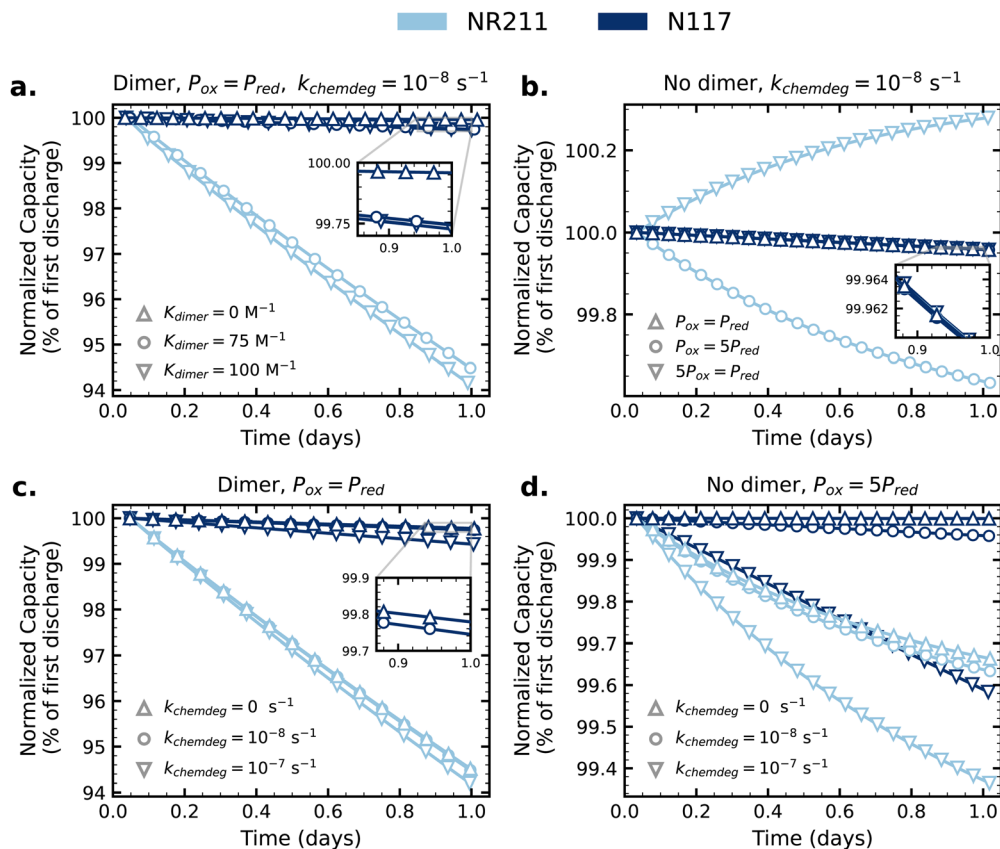 NR211 N117
a. Dimer, P_ox = P_red, k_chemdeg = 10⁻⁸ s⁻¹
Normalized Capacity
(% of first discharge)
100
99
98
97
96
95
94
0.0 0.2 0.4 0.6 0.8 1.0
Time (days)
K_dimer = 0 M⁻¹
K_dimer = 75 M⁻¹
K_dimer = 100 M⁻¹
100.00
99.75
0.9 1.0
b. No dimer, k_chemdeg = 10⁻⁸ s⁻¹
Normalized Capacity
(% of first discharge)
100.2
100.0
99.8
0.0 0.2 0.4 0.6 0.8 1.0
Time (days)
P_ox = P_red
P_ox = 5P_red
5P_ox = P_red
99.964
99.962
0.9 1.0
c. Dimer, P_ox = P_red
Normalized Capacity
(% of first discharge)
100
99
98
97
96
95
94
0.0 0.2 0.4 0.6 0.8 1.0
Time (days)
k_chemdeg = 0 s⁻¹
k_chemdeg = 10⁻⁸ s⁻¹
k_chemdeg = 10⁻⁷ s⁻¹
99.9
99.8
99.7
0.9 1.0
d. No dimer, P_ox = 5P_red
Normalized Capacity
(% of first discharge)
100.0
99.9
99.8
99.7
99.6
99.5
99.4
0.0 0.2 0.4 0.6 0.8 1.0
Time (days)
k_chemdeg = 0 s⁻¹
k_chemdeg = 10⁻⁸ s⁻¹
k_chemdeg = 10⁻⁷ s⁻¹